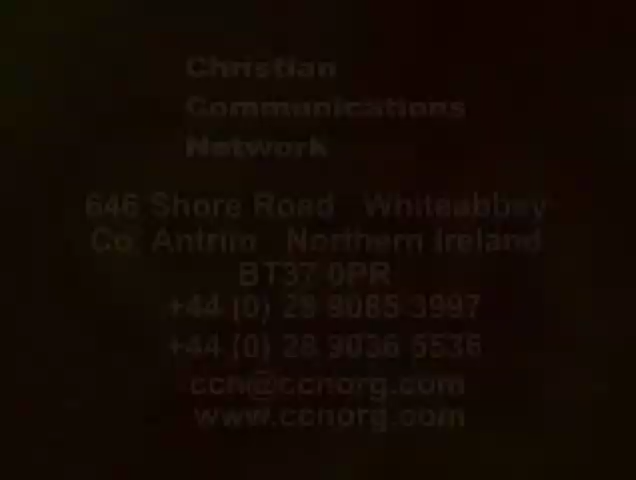 Christian
Communications
Network
646 Shore Road Whiteabbey
Co. Antrim Northern Ireland
BT37 0PR
+44 (0) 28 9085 3997
+44 (0) 28 9036 5536
ccn@ccnorg.com
www.ccnorg.com